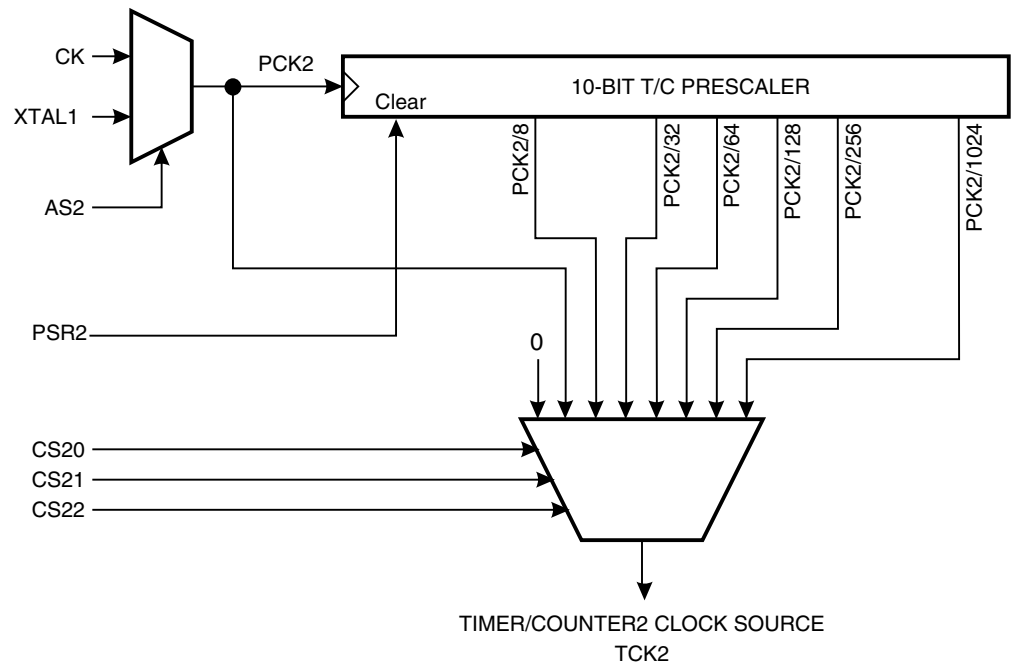 CK
PCK2
10-BIT T/C PRESCALER
XTAL1
Clear
PCK2/8
PCK2/32
PCK2/64
PCK2/128
PCK2/256
PCK2/1024
AS2
PSR2
0
CS20
CS21
CS22
TIMER/COUNTER2 CLOCK SOURCE
TCK2